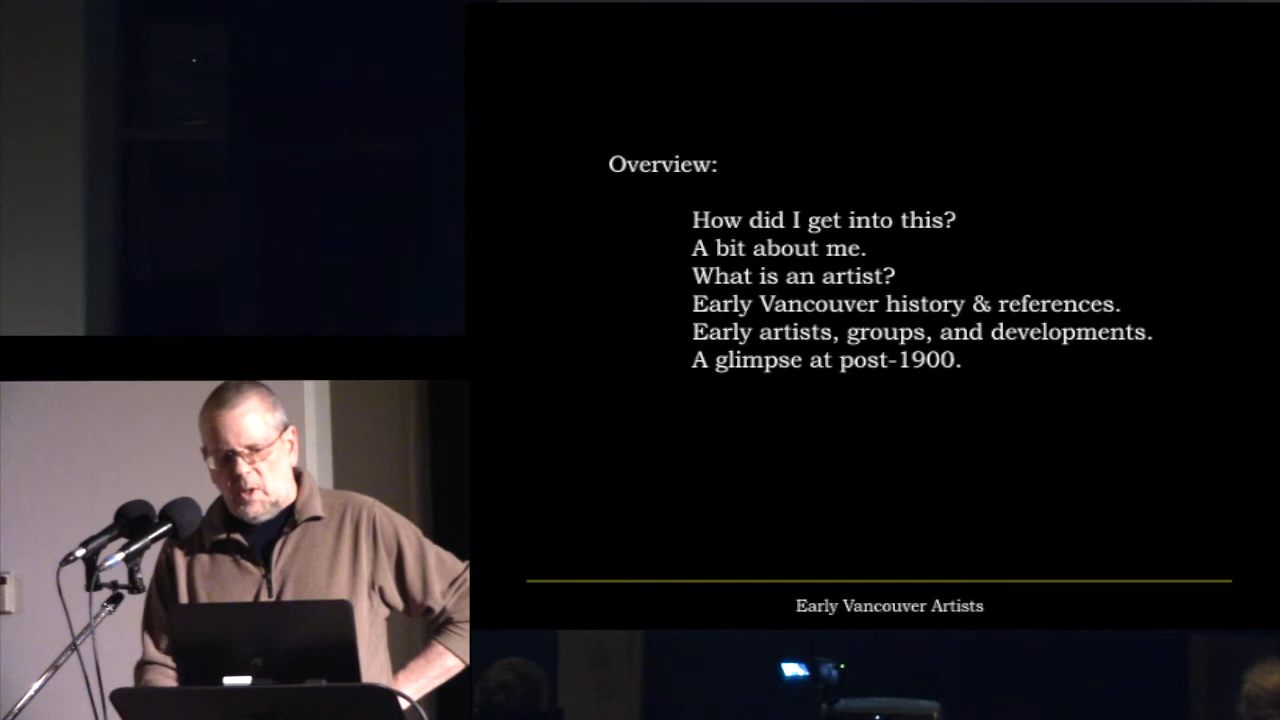 Overview:
How did I get into this?
A bit about me.
What is an artist?
Early Vancouver history & references.
Early artists, groups, and developments.
A glimpse at post-1900.
Early Vancouver Artists